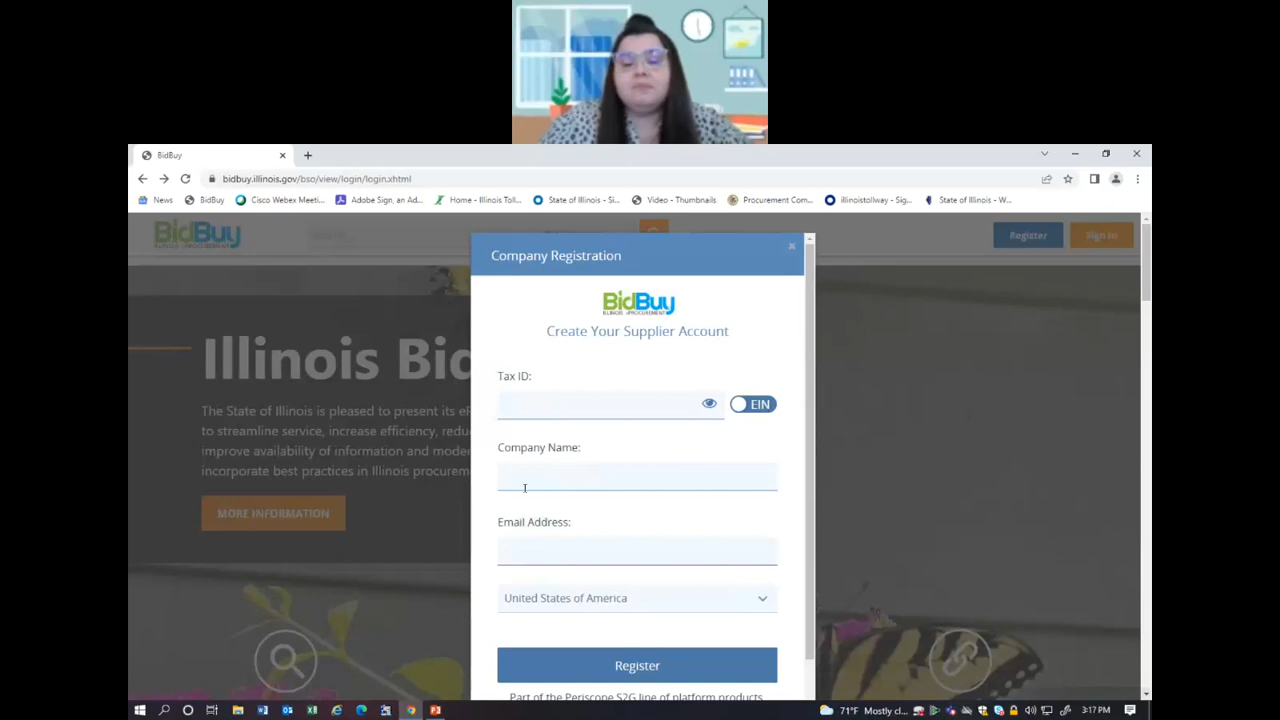 BidBuy
bidbuy.illinois.gov/bso/view/login/login.xhtml
News
BidBuy
Cisco Webex Meeti...
Adobe Sign, an Ad...
Home - Illinois Toll...
State of Illinois - Si...
Video - Thumbnails
Procurement Com...
illinoistollway - Sig...
State of Illinois - W...
BidBuy
Register
Sign In
Company Registration
BidBuy
ILLINOIS ePROCUREMENT
Create Your Supplier Account
Tax ID:
EIN
Company Name:
Email Address:
United States of America
Register
Part of the Periscope S2G line of platform products
Illinois Bid
The State of Illinois is pleased to present its
to streamline service, increase efficiency,
improve availability of information and
incorporate best practices in Illinois
MORE INFORMATION
71°F Mostly cl...
3:17 PM